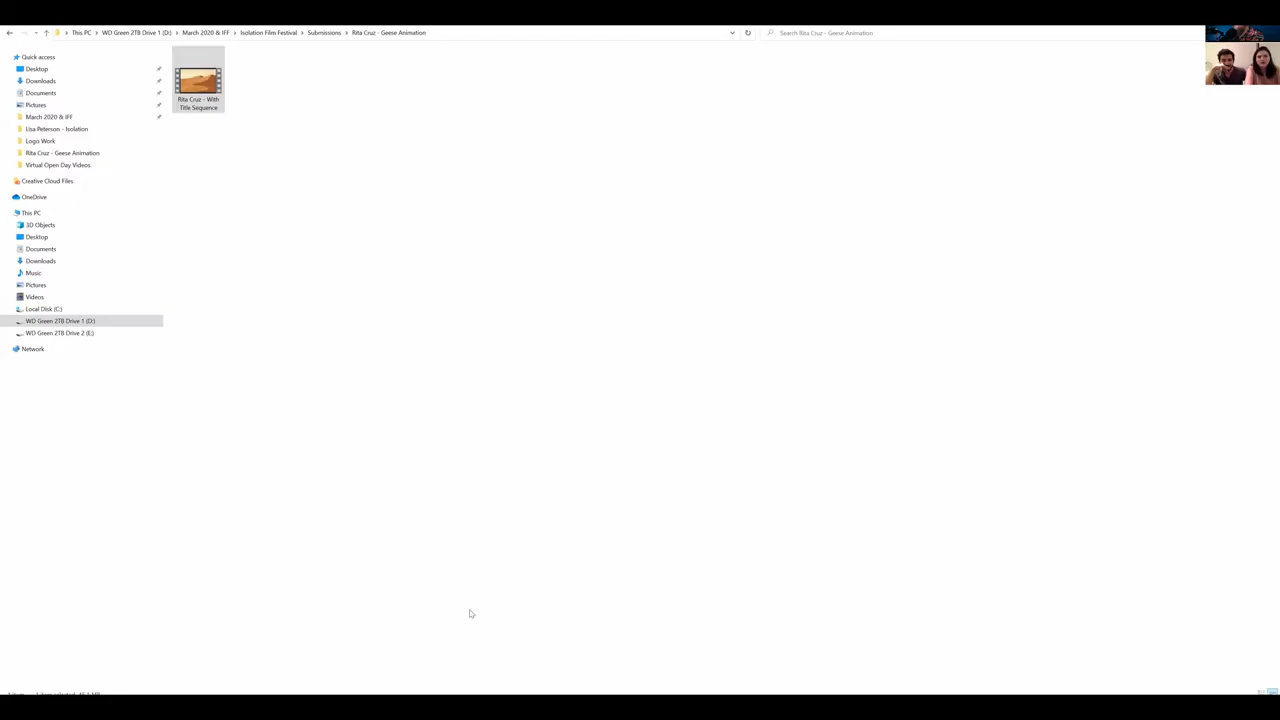 This PC > WD Green 2TB Drive 1 (D:) > March 2020 & IFF > Isolation Film Festival > Submissions > Rita Cruz - Geese Animation
Search Rita Cruz - Geese Animation
Quick access
Desktop
Downloads
Documents
Pictures
March 2020 & IFF
Lisa Peterson - Isolation
Logo Work
Rita Cruz - Geese Animation
Virtual Open Day Videos
Creative Cloud Files
OneDrive
This PC
3D Objects
Desktop
Documents
Downloads
Music
Pictures
Videos
Local Disk (C:)
WD Green 2TB Drive 1 (D:)
WD Green 2TB Drive 2 (E:)
Network
Rita Cruz - With
Title Sequence